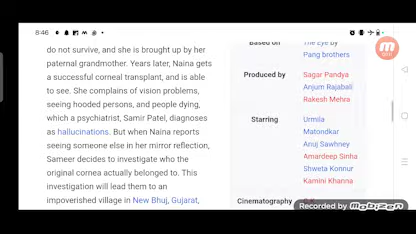 8:46
do not survive, and she is brought up by her
paternal grandmother. Years later, Naina gets
a successful corneal transplant, and is able
to see. She complains of vision problems,
seeing hooded persons, and people dying,
which a psychiatrist, Samir Patel, diagnoses
as hallucinations. But when Naina reports
seeing someone else in her mirror reflection,
Sameer decides to investigate who the
original cornea actually belonged to. This
investigation will lead them to an
impoverished village in New Bhuj, Gujarat,
Based on The Eye by
Pang brothers
Produced by Sagar Pandya
Anjum Rajabali
Rakesh Mehra
Starring Urmila
Matondkar
Anuj Sawhney
Amardeep Sinha
Shweta Konnur
Kamini Khanna
Cinematography
Recorded by Mobizen